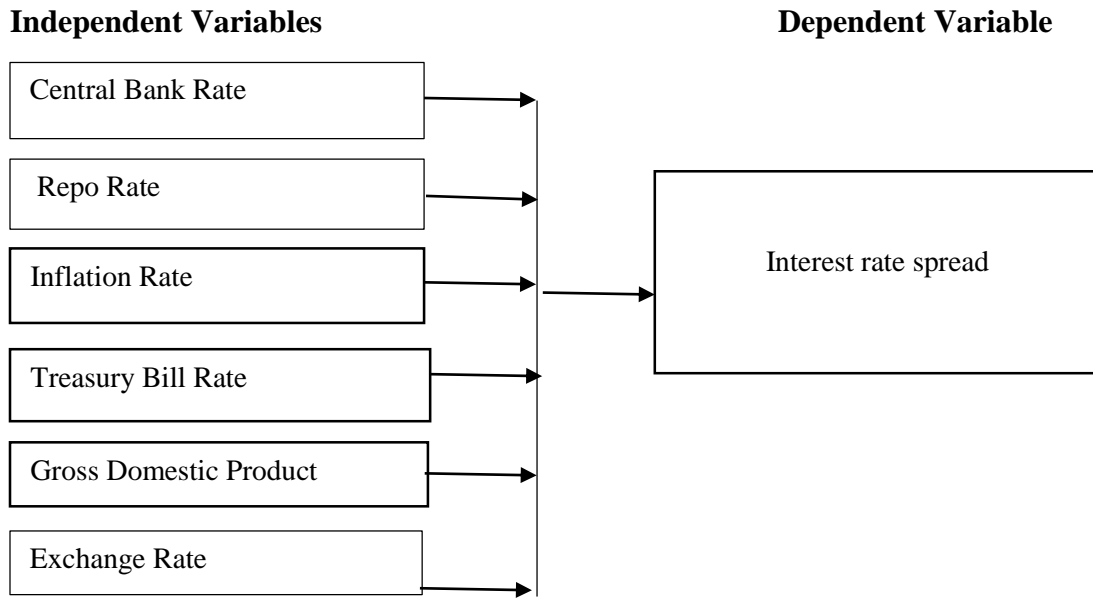 Independent Variables
Dependent Variable
Central Bank Rate
Repo Rate
Inflation Rate
Interest rate spread
Treasury Bill Rate
Gross Domestic Product
Exchange Rate